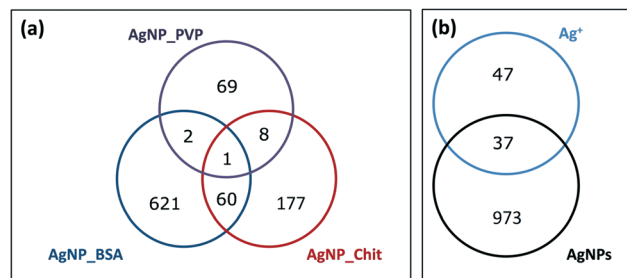 (a)
AgNP_PVP
69
2
8
1
621
60
177
AgNP_BSA
AgNP_Chit
(b)
Ag⁺
47
37
973
AgNPs